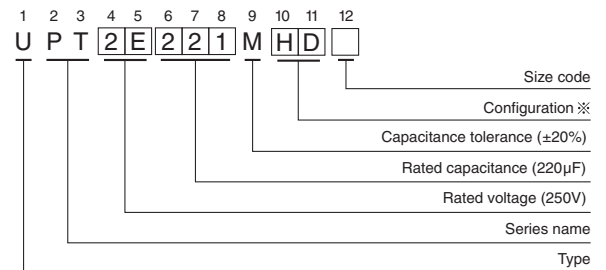 1 2 3 4 5 6 7 8 9 10 11 12
U P T 2 E 2 2 1 M H D
Size code
Configuration ※
Capacitance tolerance (±20%)
Rated capacitance (220µF)
Rated voltage (250V)
Series name
Type